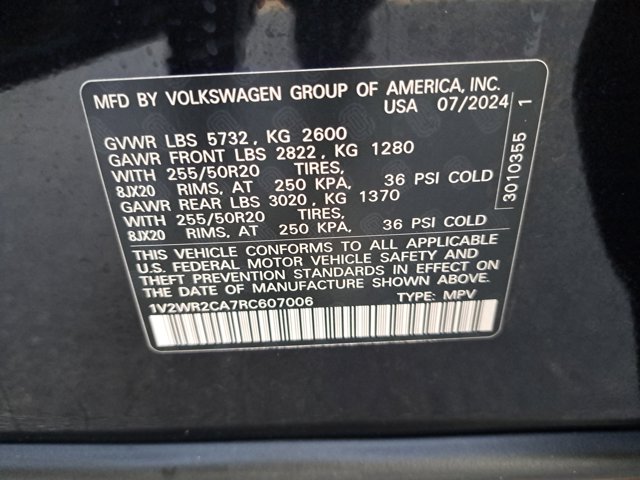 MFD BY VOLKSWAGEN GROUP OF AMERICA, INC.
USA 07/2024 1
GVWR LBS 5732, KG 2600
GAWR FRONT LBS 2822, KG 1280
WITH 255/50R20 TIRES,
8JX20 RIMS, AT 250 KPA, 36 PSI COLD
GAWR REAR LBS 3020, KG 1370
WITH 255/50R20 TIRES,
8JX20 RIMS, AT 250 KPA, 36 PSI COLD
THIS VEHICLE CONFORMS TO ALL APPLICABLE
U.S. FEDERAL MOTOR VEHICLE SAFETY AND
THEFT PREVENTION STANDARDS IN EFFECT ON
THE DATE OF MANUFACTURE SHOWN ABOVE.
1V2WR2CA7RC607006 TYPE: MPV
3010355